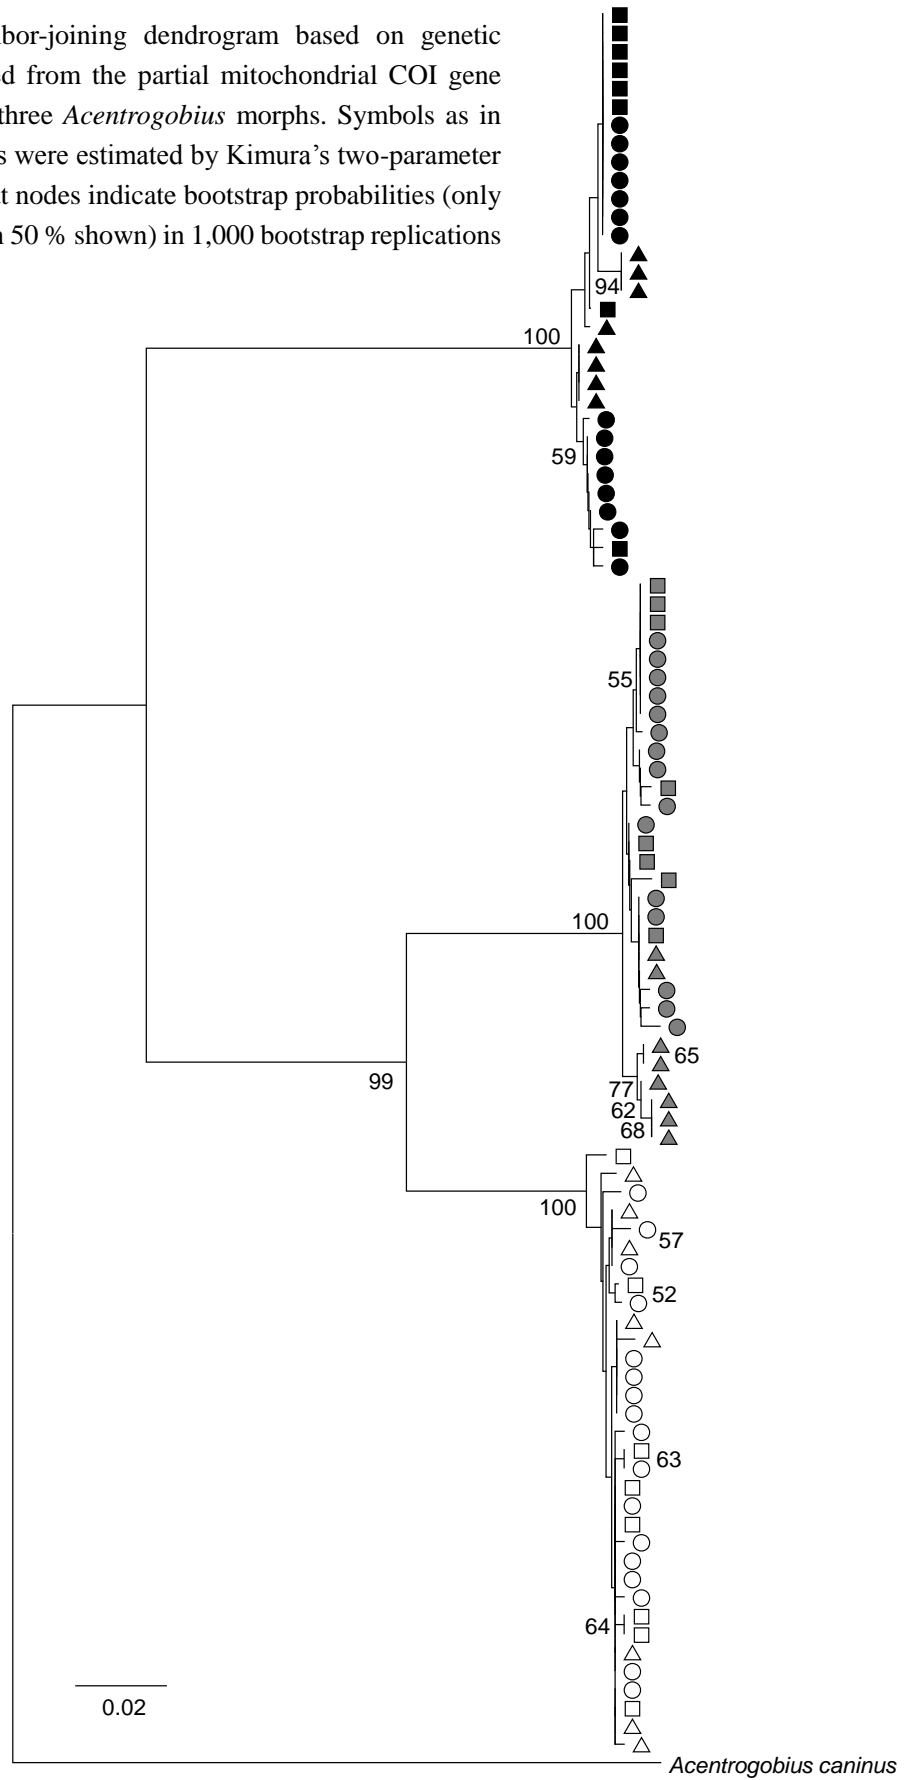 bor-joining dendrogram based on genetic
d from the partial mitochondrial COI gene
three Acentrogobius morphs. Symbols as in
s were estimated by Kimura's two-parameter
t nodes indicate bootstrap probabilities (only
n 50 % shown) in 1,000 bootstrap replications
94
100
59
55
100
65
99
77
62
68
100
57
52
63
64
0.02
Acentrogobius caninus